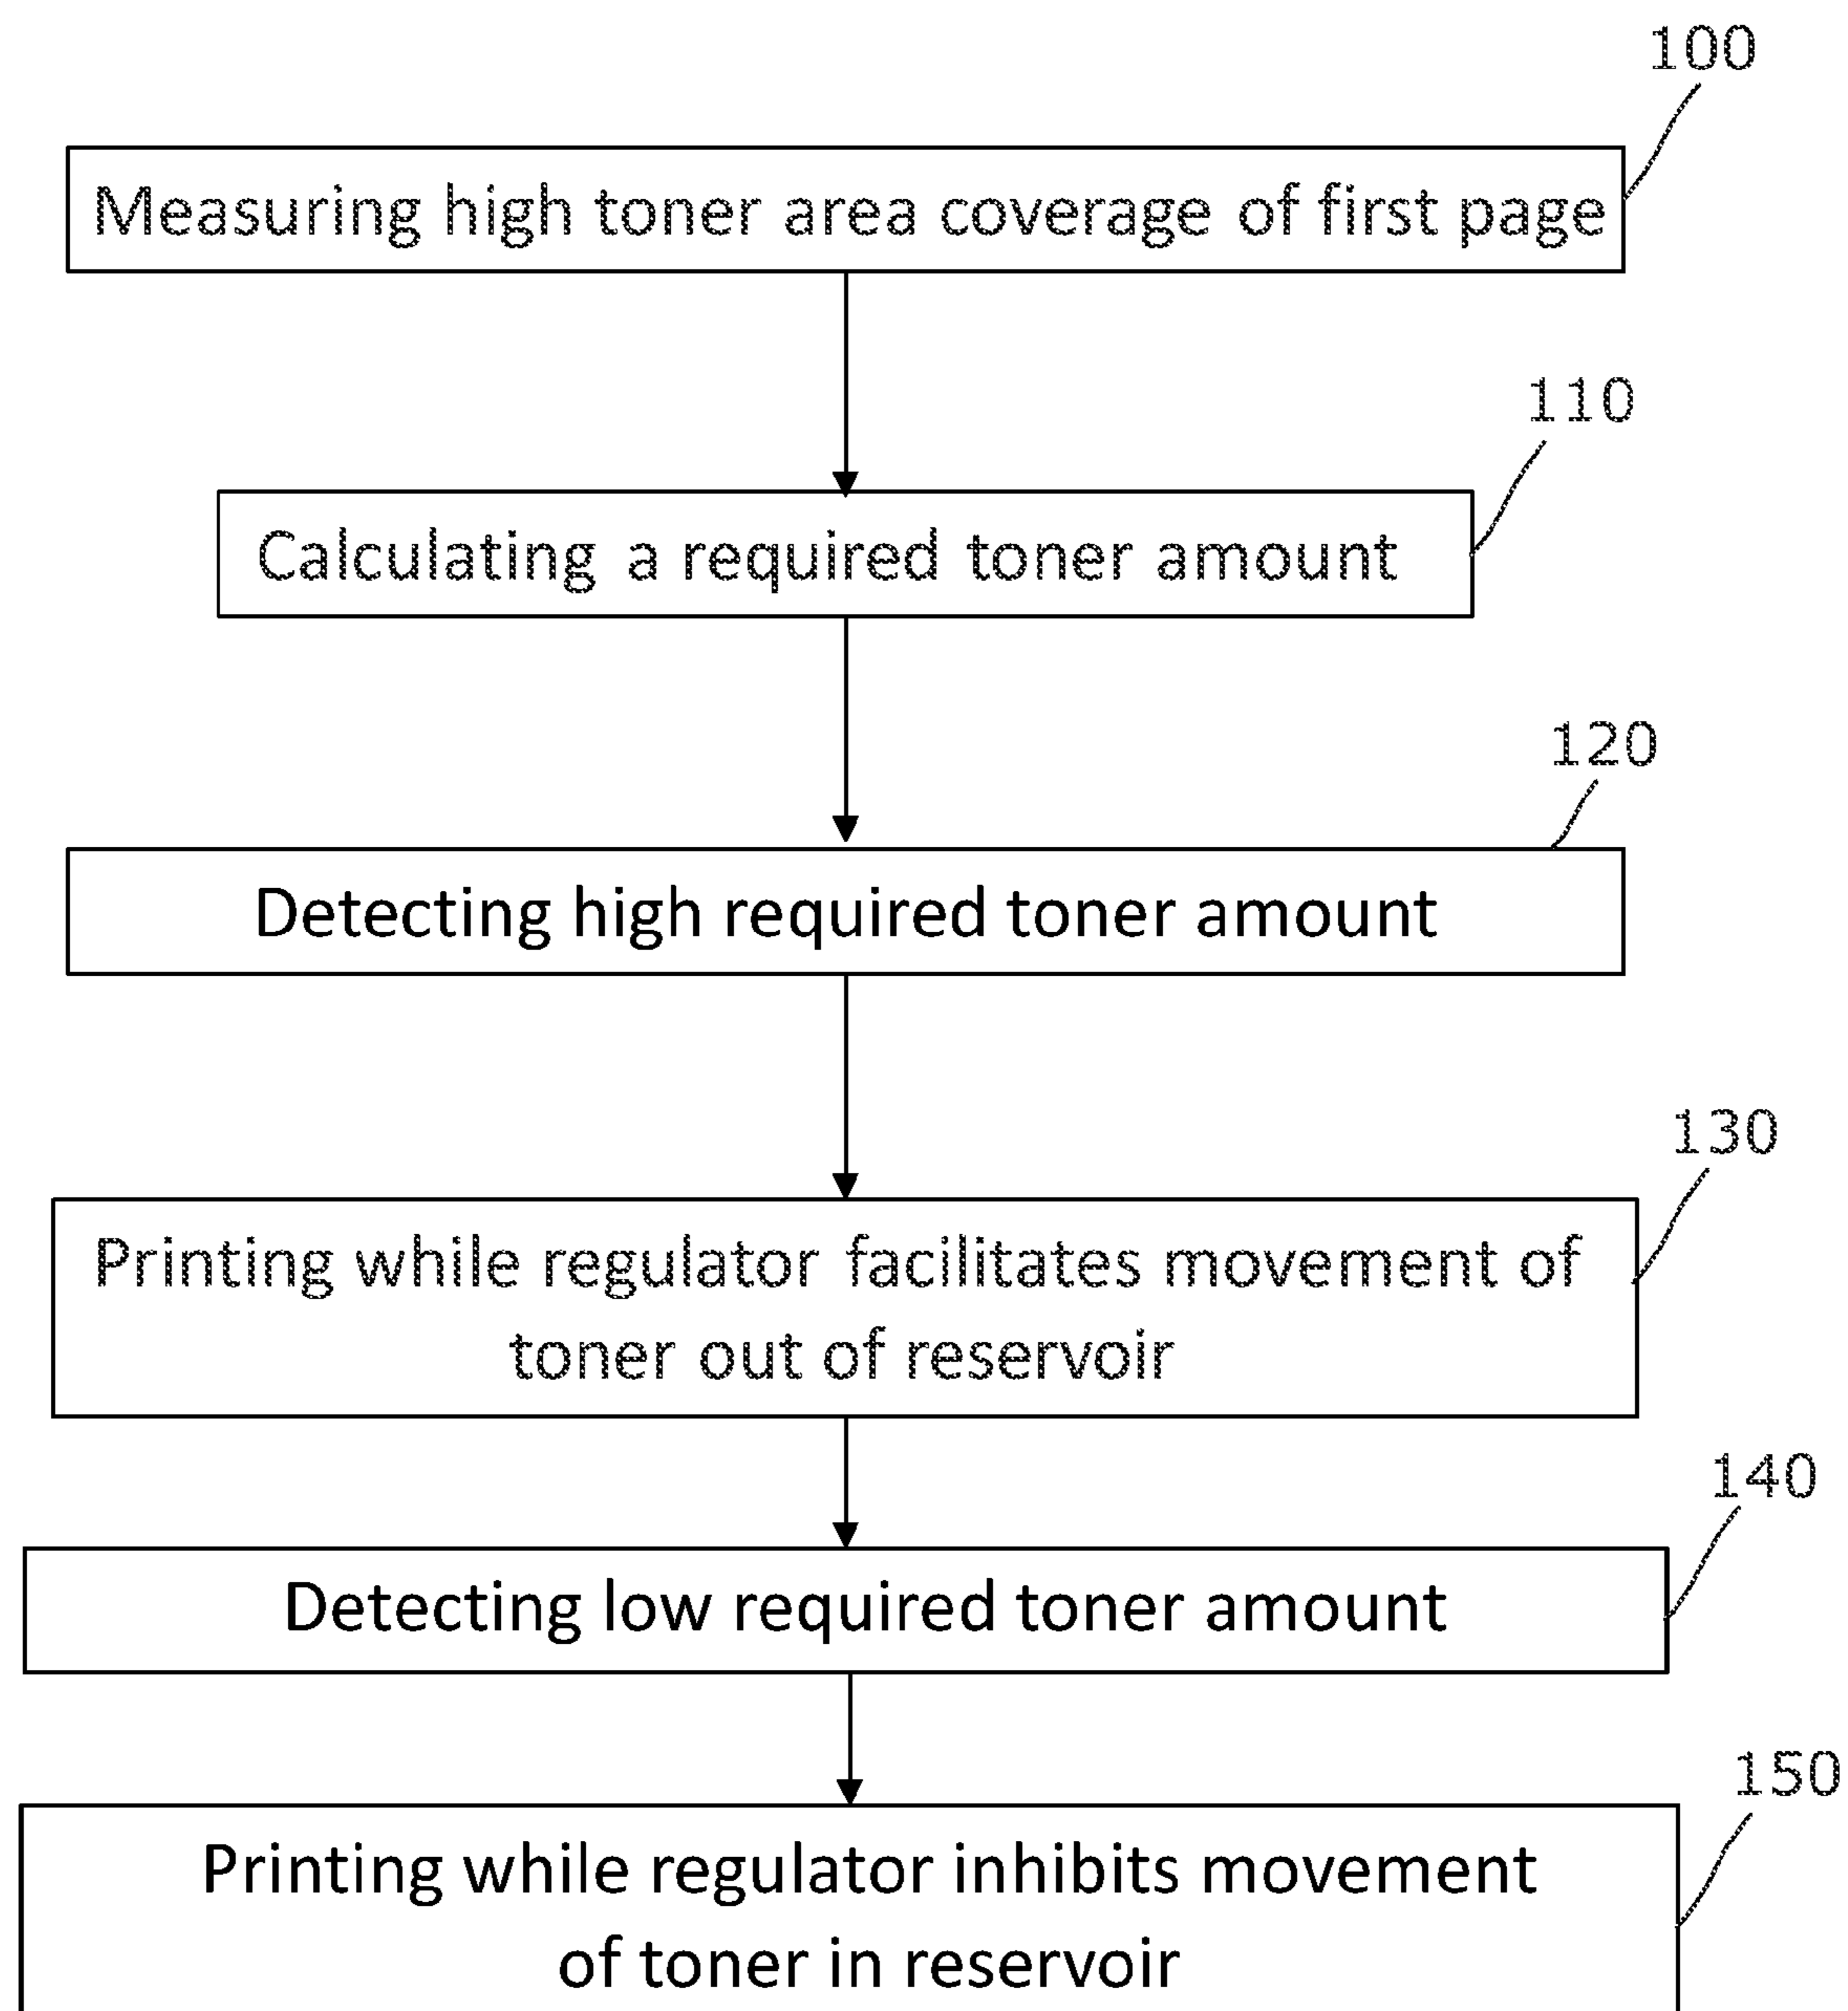 100
Measuring high toner area coverage of first page
110
Calculating a required toner amount
120
Detecting high required toner amount
130
Printing while regulator facilitates movement of
toner out of reservoir
140
Detecting low required toner amount
150
Printing while regulator inhibits movement
of toner in reservoir